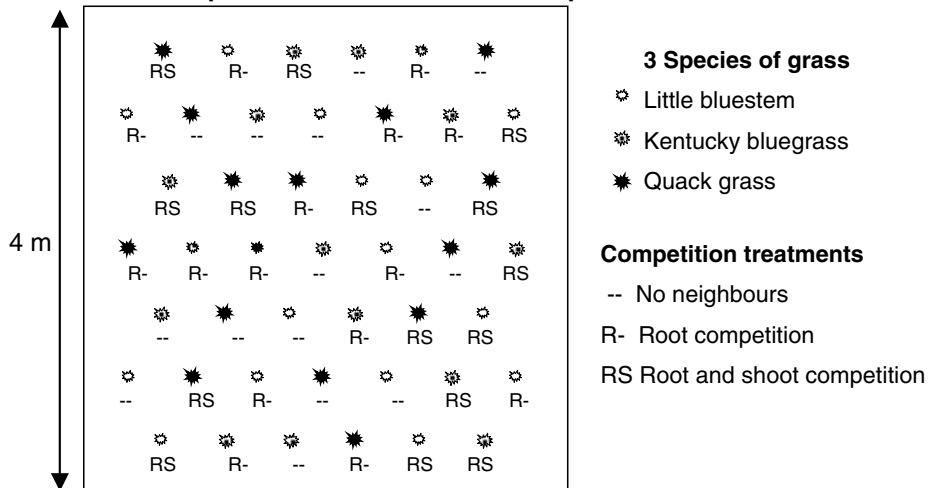 RS R- RS -- R- --
R- -- -- -- R- R- RS
RS RS R- RS -- RS
R- R- R- -- R- -- RS
-- -- -- R- RS RS
-- RS R- -- -- RS R-
RS R- -- R- RS RS
4 m
3 Species of grass
Little bluestem
Kentucky bluegrass
Quack grass
Competition treatments
-- No neighbours
R- Root competition
RS Root and shoot competition